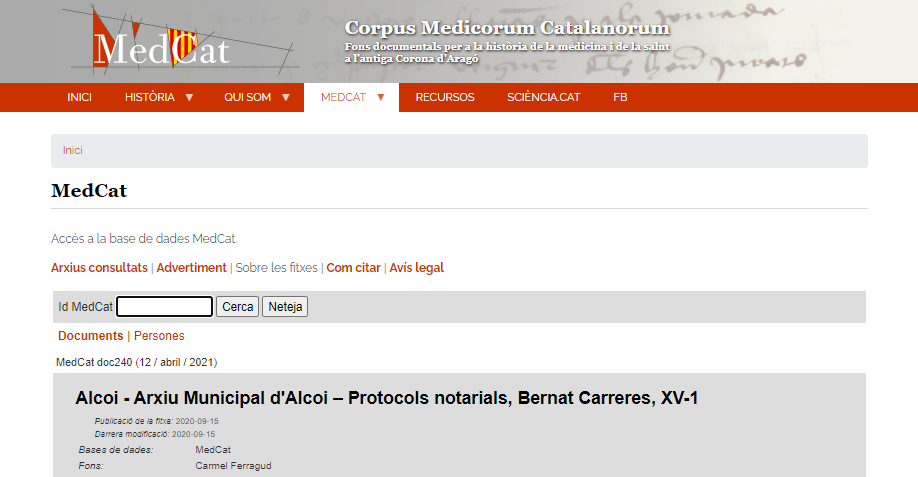 MedCat
Corpus Medicorum Catalanorum
Fons documentals per a la història de la medicina i de la salut
a l'antiga Corona d'Aragó
INICI HISTÒRIA ▼ QUI SOM ▼ MEDCAT ▼ RECURSOS SCIÈNCIA.CAT FB
Inici
MedCat
Accés a la base de dades MedCat.
Arxius consultats | Advertiment | Sobre les fitxes | Com citar | Avís legal
Id MedCat Cerca Neteja
Documents | Persones
MedCat doc240 (12 / abril / 2021)
Alcoi - Arxiu Municipal d'Alcoi – Protocols notarials, Bernat Carreres, XV-1
Publicació de la fitxa: 2020-09-15
Darrera modificació: 2020-09-15
Bases de dades: MedCat
Fons: Carmel Ferragud